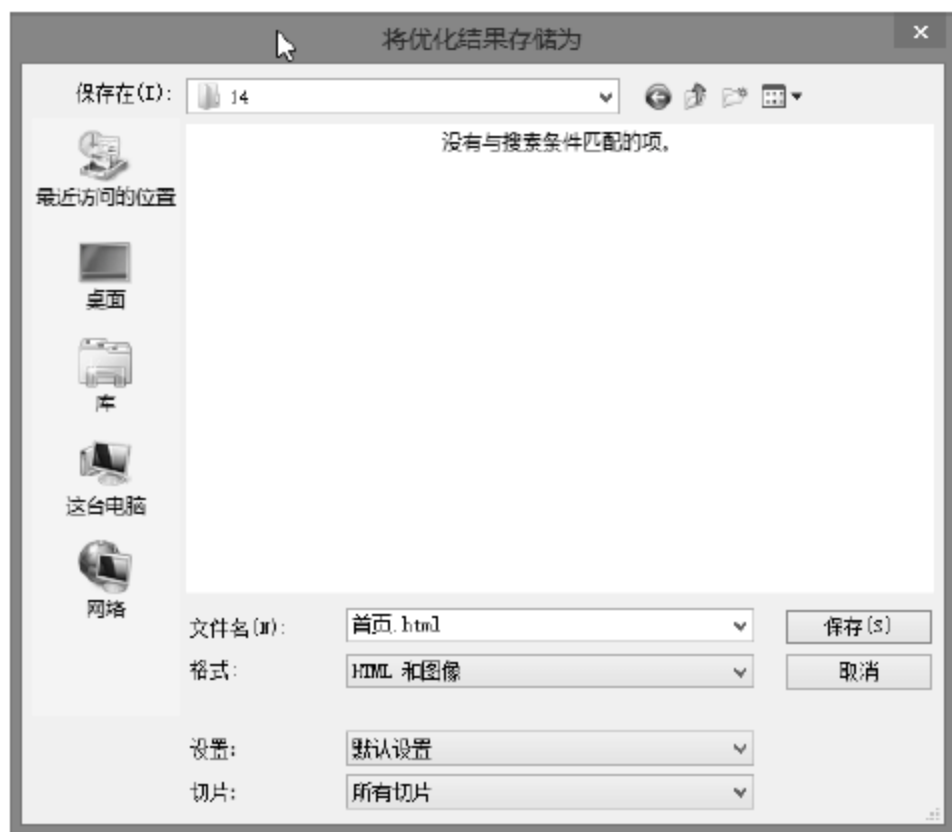 将优化结果存储为
保存在(I):
14
没有与搜索条件匹配的项。
最近访问的位置
桌面
库
这台电脑
网络
文件名(N):
首页.html
保存(S)
格式:
HTML 和图像
取消
设置:
默认设置
切片:
所有切片